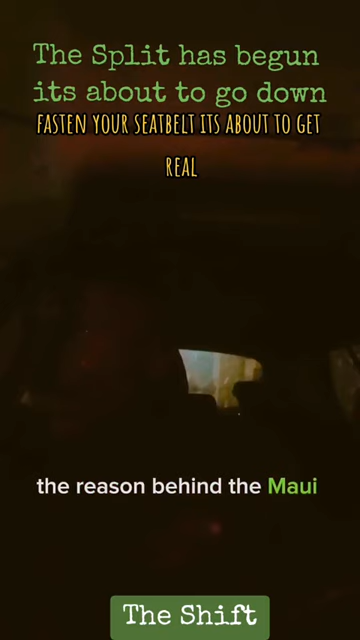 The Split has begun
its about to go down
FASTEN YOUR SEATBELT ITS ABOUT TO GET
REAL
the reason behind the Maui
The Shift